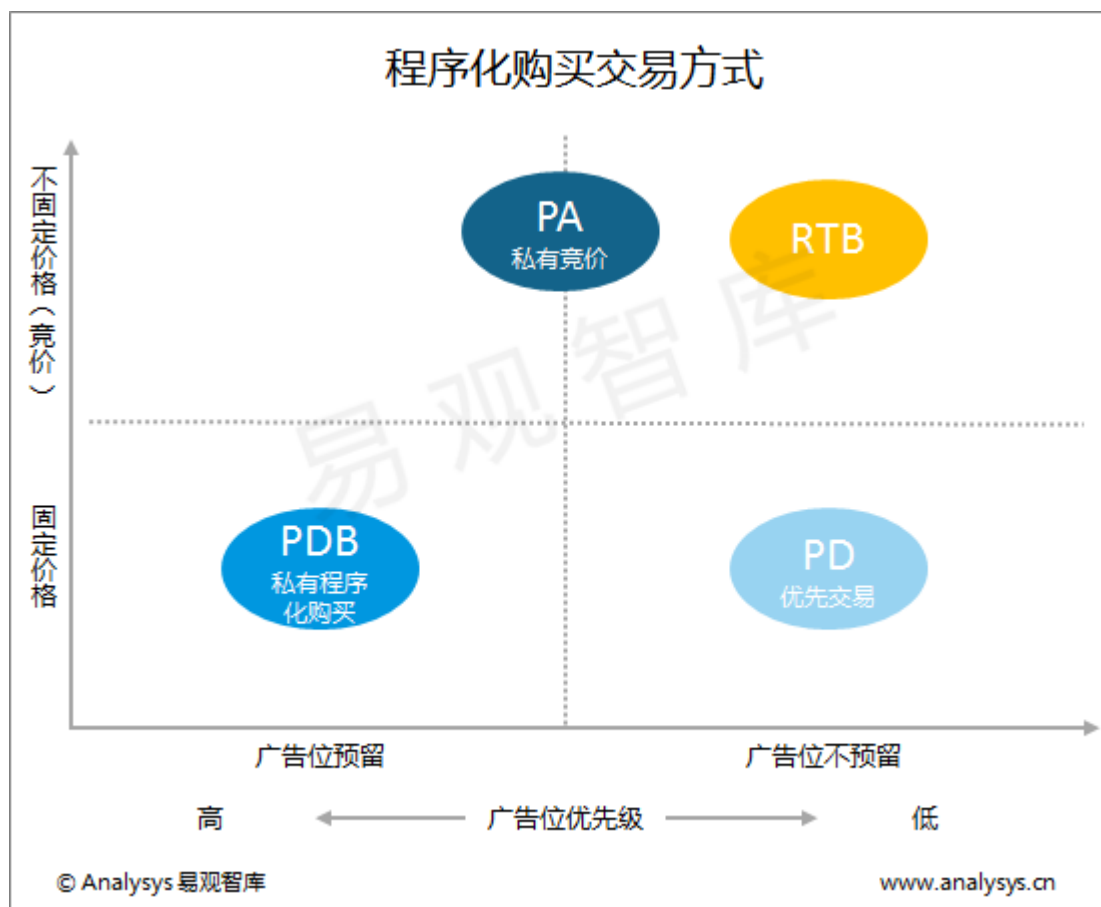 程序化购买交易方式
不固定价格（竞价）
PA
私有竞价
RTB
易观智库
固定价格
PDB
私有程序
化购买
PD
优先交易
广告位预留
广告位不预留
高
广告位优先级
低
© Analysys 易观智库
www.analysys.cn